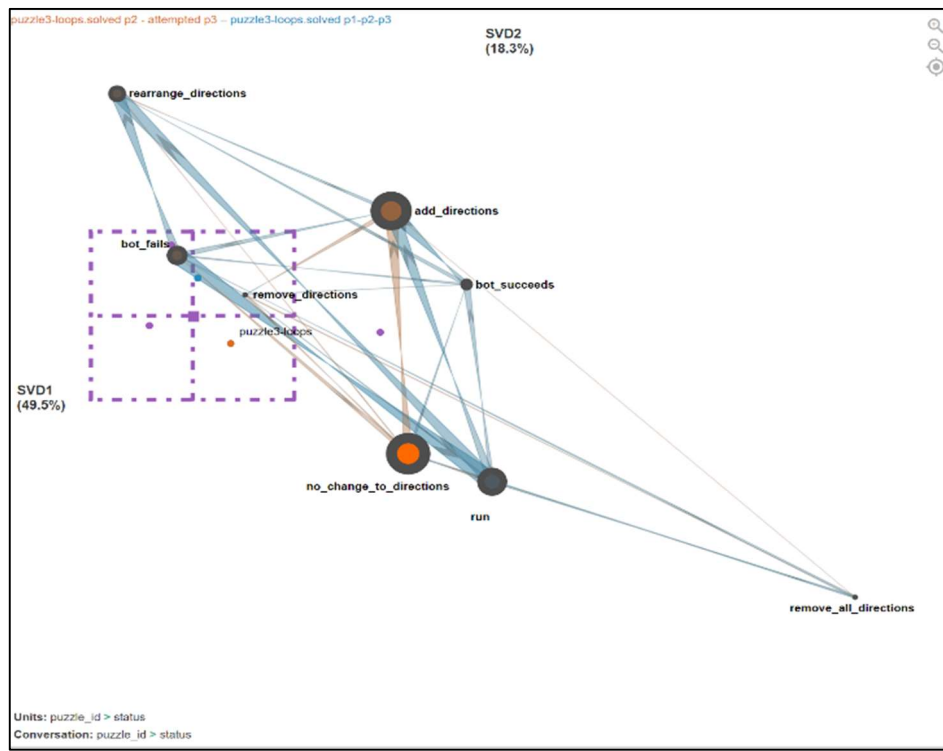 puzzle3-loops.solved p2 - attempted p3 – puzzle3-loops.solved p1-p2-p3
SVD2
(18.3%)
rearrange_directions
add_directions
bot_fails
bot_succeeds
remove_directions
puzzle3-loops
SVD1
(49.5%)
no_change_to_directions
run
remove_all_directions
Units: puzzle_id > status
Conversation: puzzle_id > status